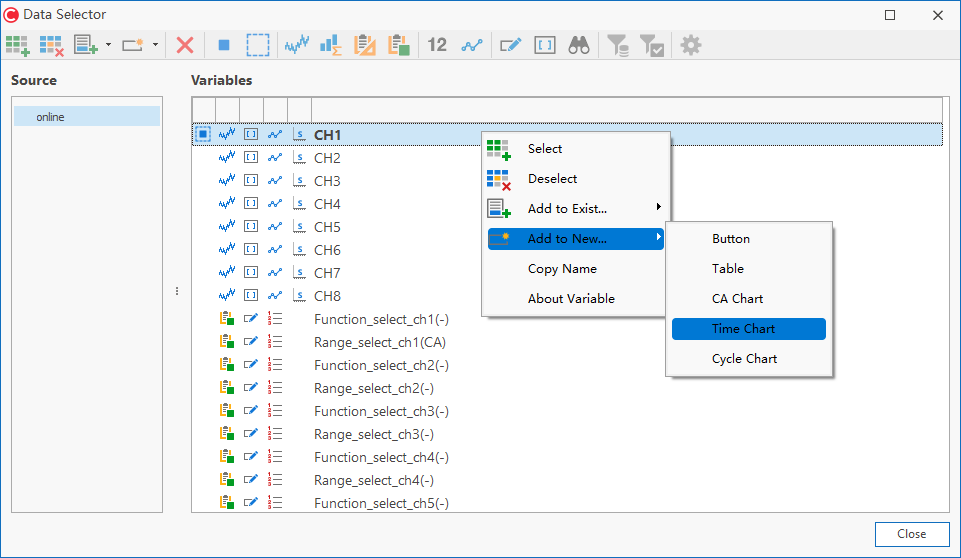 Data Selector
12
Source
Variables
online
CH1
CH2
CH3
CH4
CH5
CH6
CH7
CH8
Function_select_ch1(-)
Range_select_ch1(CA)
Function_select_ch2(-)
Range_select_ch2(-)
Function_select_ch3(-)
Range_select_ch3(-)
Function_select_ch4(-)
Range_select_ch4(-)
Function_select_ch5(-)
Select
Deselect
Add to Exist...
Add to New...
Copy Name
About Variable
Button
Table
CA Chart
Time Chart
Cycle Chart
Close